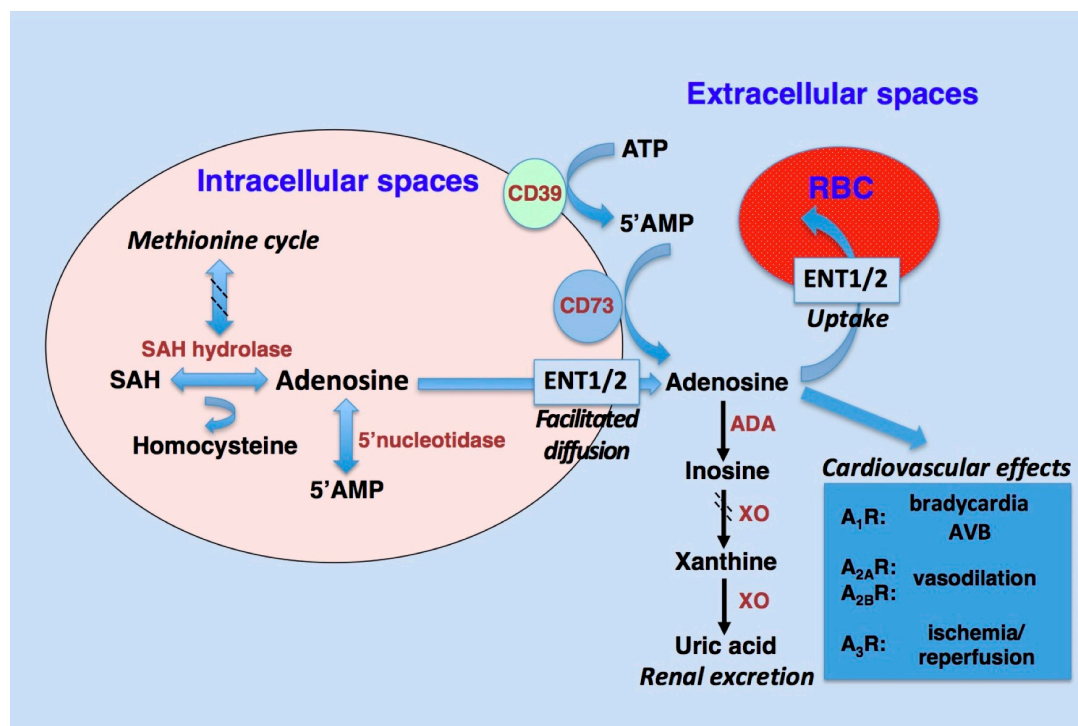 Extracellular spaces
Intracellular spaces
CD39
ATP
5’AMP
RBC
ENT1/2
Uptake
Methionine cycle
CD73
SAH hydrolase
SAH
Adenosine
ENT1/2
Facilitated
diffusion
Adenosine
Homocysteine
5’nucleotidase
5’AMP
ADA
Inosine
XO
Xanthine
XO
Uric acid
Renal excretion
Cardiovascular effects
A1R: bradycardia
AVB
A2AR:
vasodilation
A2BR:
A3R: ischemia/
reperfusion